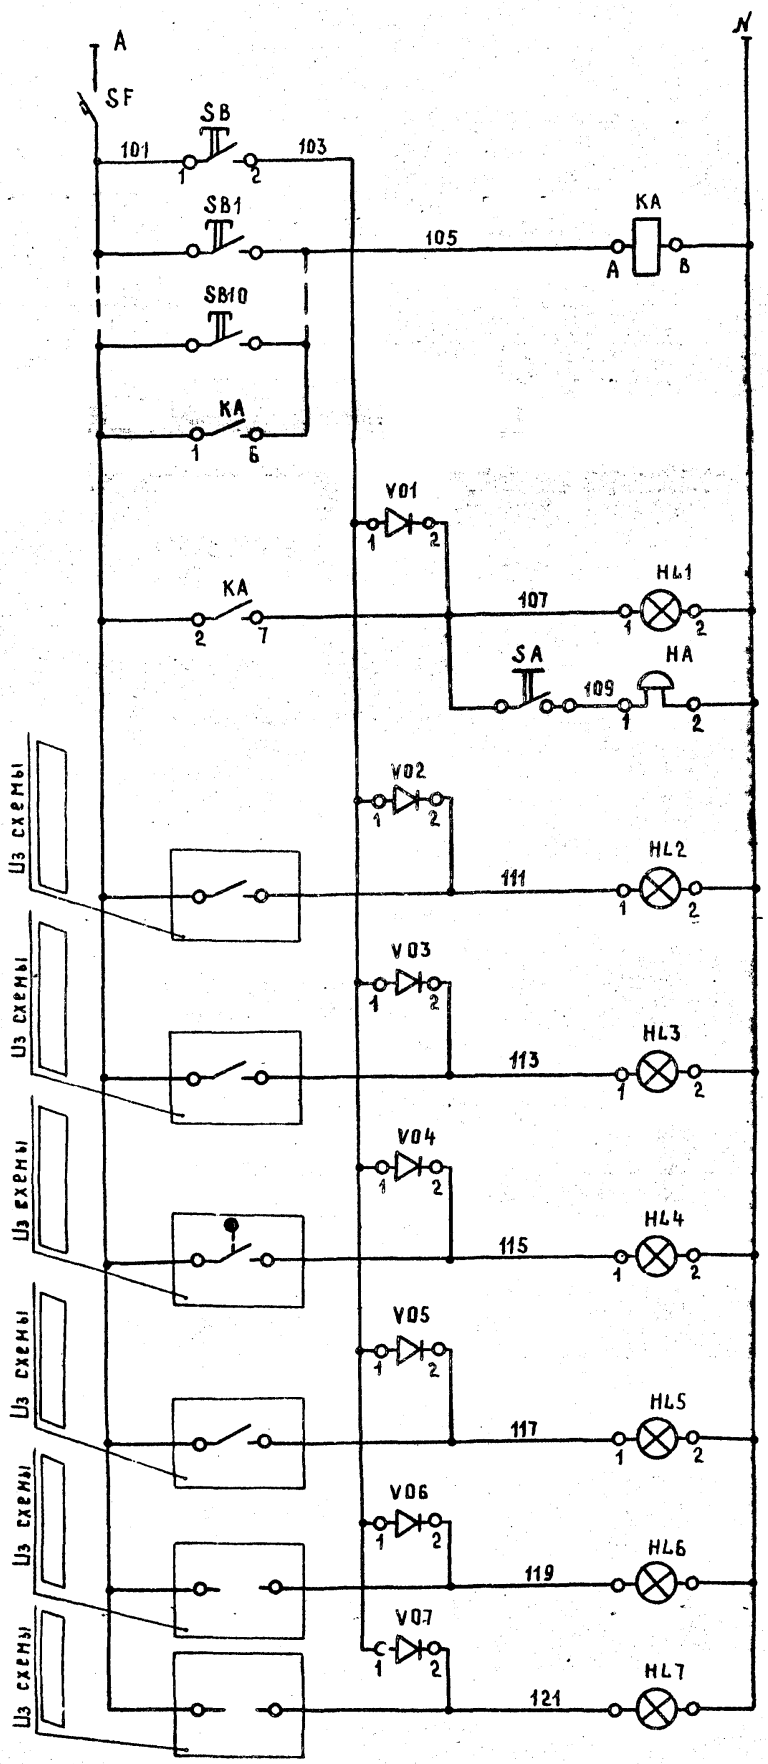 A N
SF
SB
101 103
1 2
SB1 KA
105
A B
SB10
KA
1 6
V01
1 2
KA HL1
107
2 7 1 2
SA HA
109
1 2
Из схемы
V02
1 2
HL2
111
1 2
Из схемы
V03
1 2
HL3
113
1 2
Из схемы
V04
1 2
HL4
115
1 2
Из схемы
V05
1 2
HL5
117
1 2
Из схемы
V06
1 2
HL6
119
Из схемы
V07
1 2
HL7
121